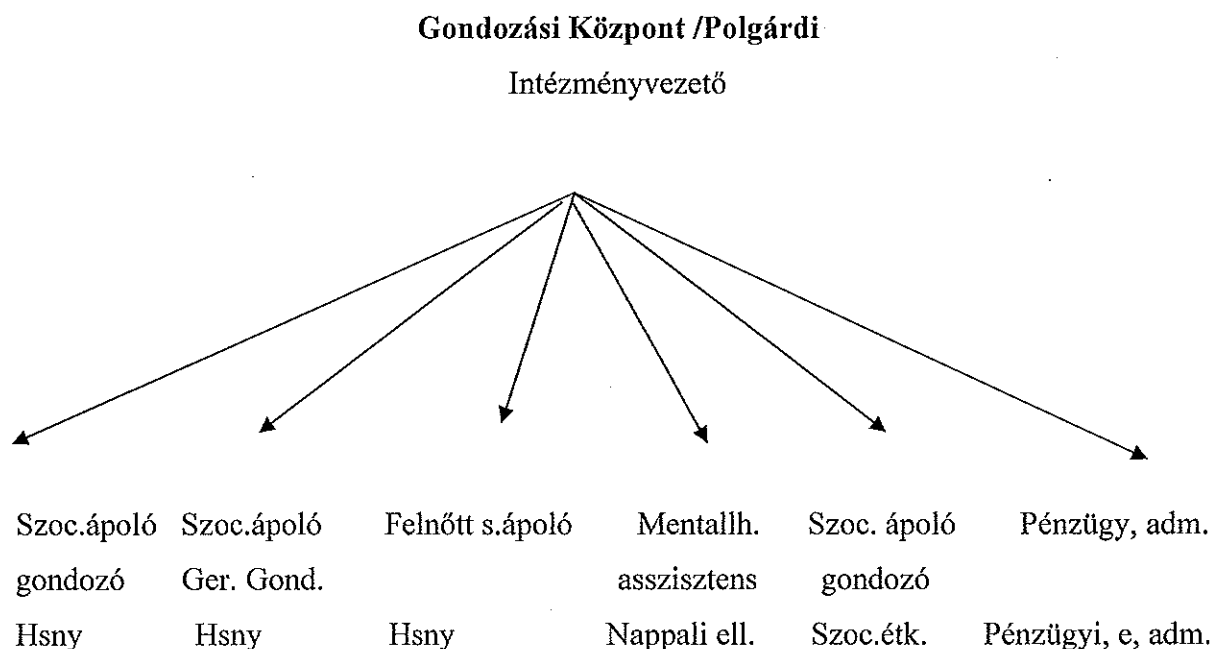 Gondozási Központ /Polgárdi
Intézményvezető
Szoc.ápoló Szoc.ápoló Felnőtt s.ápoló Mentallh. Szoc. ápoló Pénzügy, adm.
gondozó Ger. Gond. asszisztens gondozó
Hsny Hsny Hsny Nappali ell. Szoc.étk. Pénzügyi, e, adm.